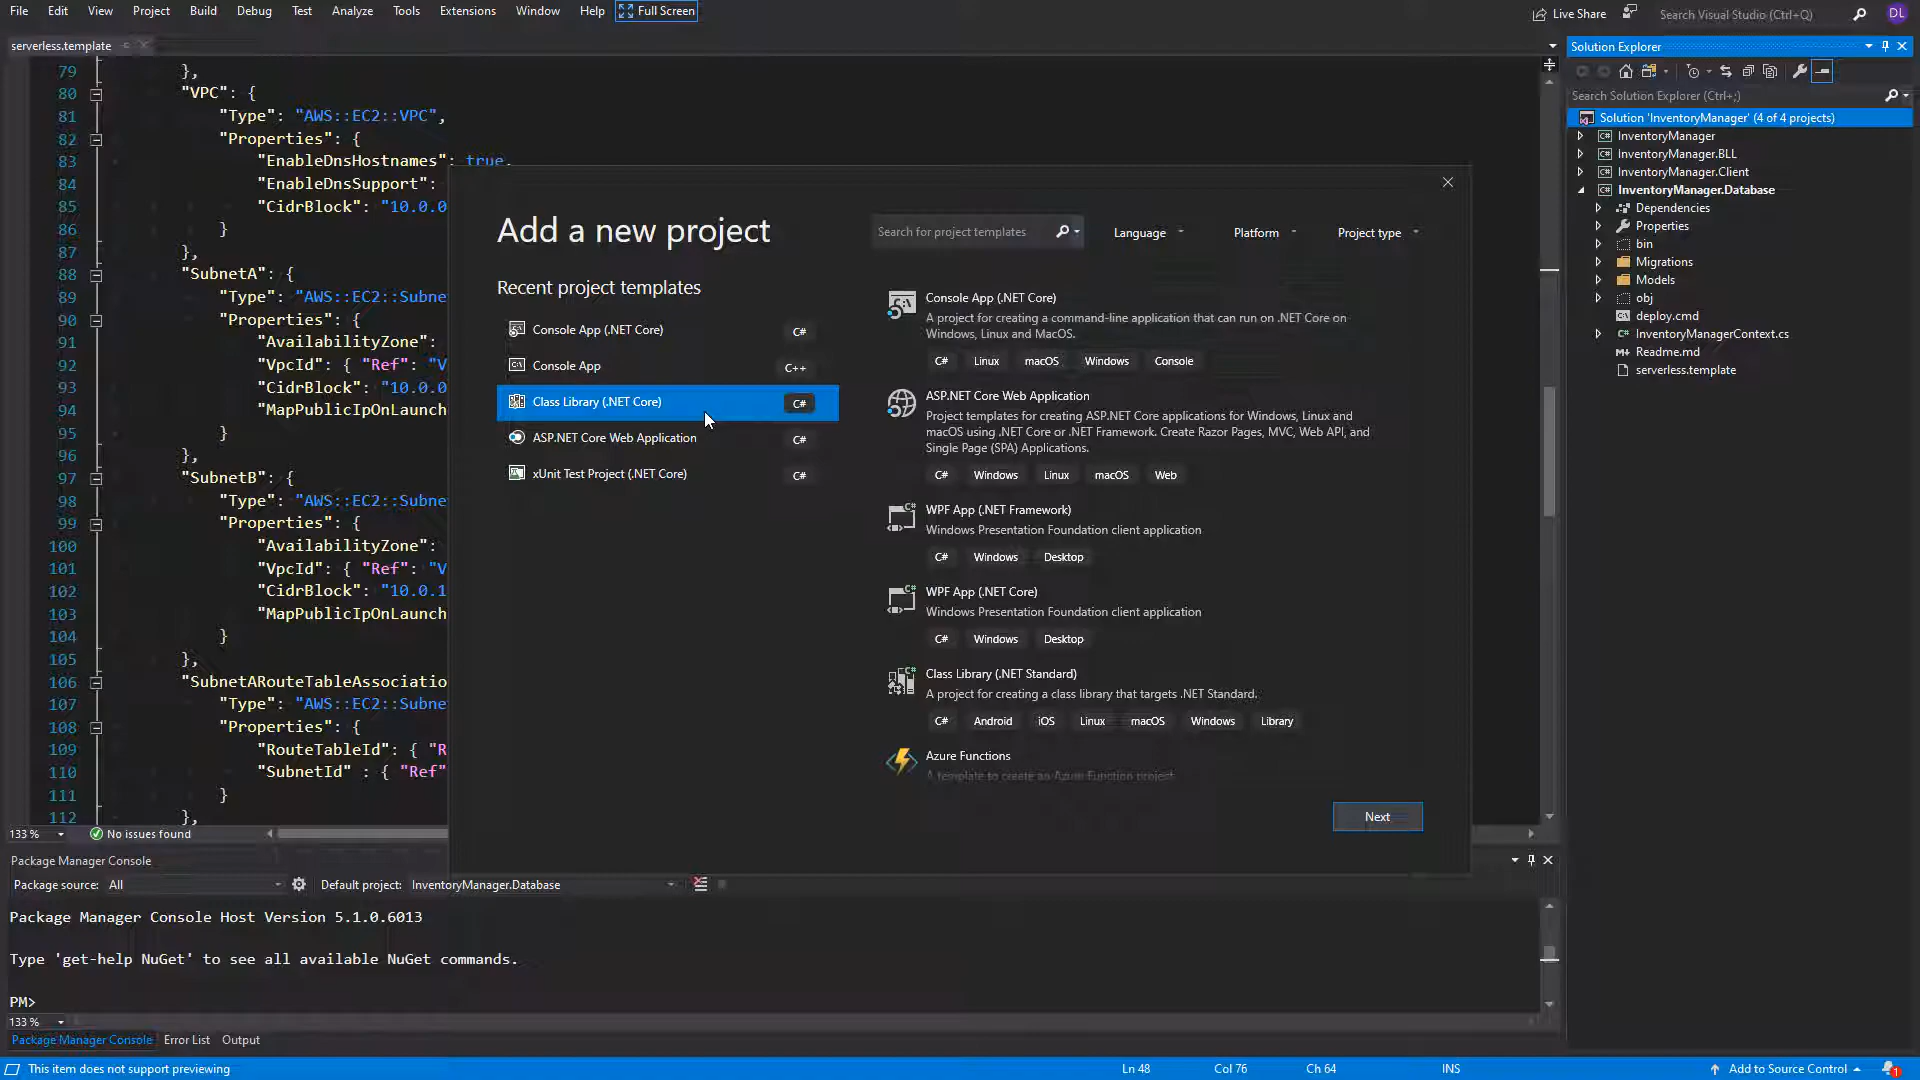 File Edit View Project Build Debug Test Analyze Tools Extensions Window Help Full Screen Live Share Search Visual Studio (Ctrl+Q) DL
serverless.template
79 },
80 "VPC": {
81 "Type": "AWS::EC2::VPC",
82 "Properties": {
83 "EnableDnsHostnames": true,
84 "EnableDnsSupport":
85 "CidrBlock": "10.0.0
86 }
87 },
88 "SubnetA": {
89 "Type": "AWS::EC2::Subne
90 "Properties": {
91 "AvailabilityZone":
92 "VpcId": { "Ref": "V
93 "CidrBlock": "10.0.0
94 "MapPublicIpOnLaunch
95 }
96 },
97 "SubnetB": {
98 "Type": "AWS::EC2::Subne
99 "Properties": {
100 "AvailabilityZone":
101 "VpcId": { "Ref": "V
102 "CidrBlock": "10.0.1
103 "MapPublicIpOnLaunch
104 }
105 },
106 "SubnetARouteTableAssociatio
107 "Type": "AWS::EC2::Subne
108 "Properties": {
109 "RouteTableId": { "R
110 "SubnetId" : { "Ref"
111 }
112 },
133 % No issues found
Add a new project
Search for project templates
Language Platform Project type
Recent project templates
Console App (.NET Core) C#
Console App C++
Class Library (.NET Core) C#
ASP.NET Core Web Application C#
xUnit Test Project (.NET Core) C#
Console App (.NET Core)
A project for creating a command-line application that can run on .NET Core on
Windows, Linux and MacOS.
C# Linux macOS Windows Console
ASP.NET Core Web Application
Project templates for creating ASP.NET Core applications for Windows, Linux and
macOS using .NET Core or .NET Framework. Create Razor Pages, MVC, Web API, and
Single Page (SPA) Applications.
C# Windows Linux macOS Web
WPF App (.NET Framework)
Windows Presentation Foundation client application
C# Windows Desktop
WPF App (.NET Core)
Windows Presentation Foundation client application
C# Windows Desktop
Class Library (.NET Standard)
A project for creating a class library that targets .NET Standard.
C# Android iOS Linux macOS Windows Library
Azure Functions
A template to create an Azure Function project.
Next
Solution Explorer
Search Solution Explorer (Ctrl+;)
Solution 'InventoryManager' (4 of 4 projects)
InventoryManager
InventoryManager.BLL
InventoryManager.Client
InventoryManager.Database
Dependencies
Properties
bin
Migrations
Models
obj
deploy.cmd
InventoryManagerContext.cs
Readme.md
serverless.template
Package Manager Console
Package source: All Default project: InventoryManager.Database
Package Manager Console Host Version 5.1.0.6013
Type 'get-help NuGet' to see all available NuGet commands.
PM>
133 %
Package Manager Console Error List Output
This item does not support previewing Ln 48 Col 76 Ch 64 INS Add to Source Control 1